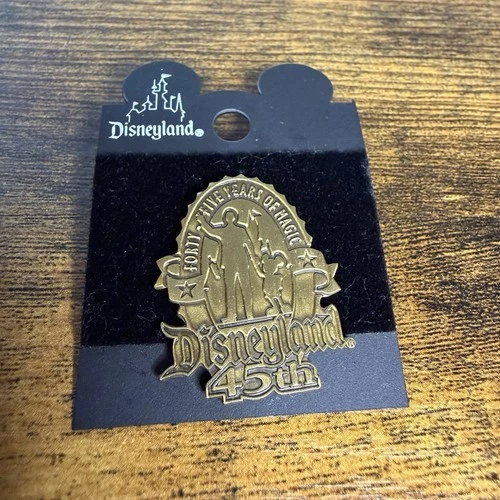 Disneyland®
FORTY-FIVE YEARS OF MAGIC
Disneyland®
45th